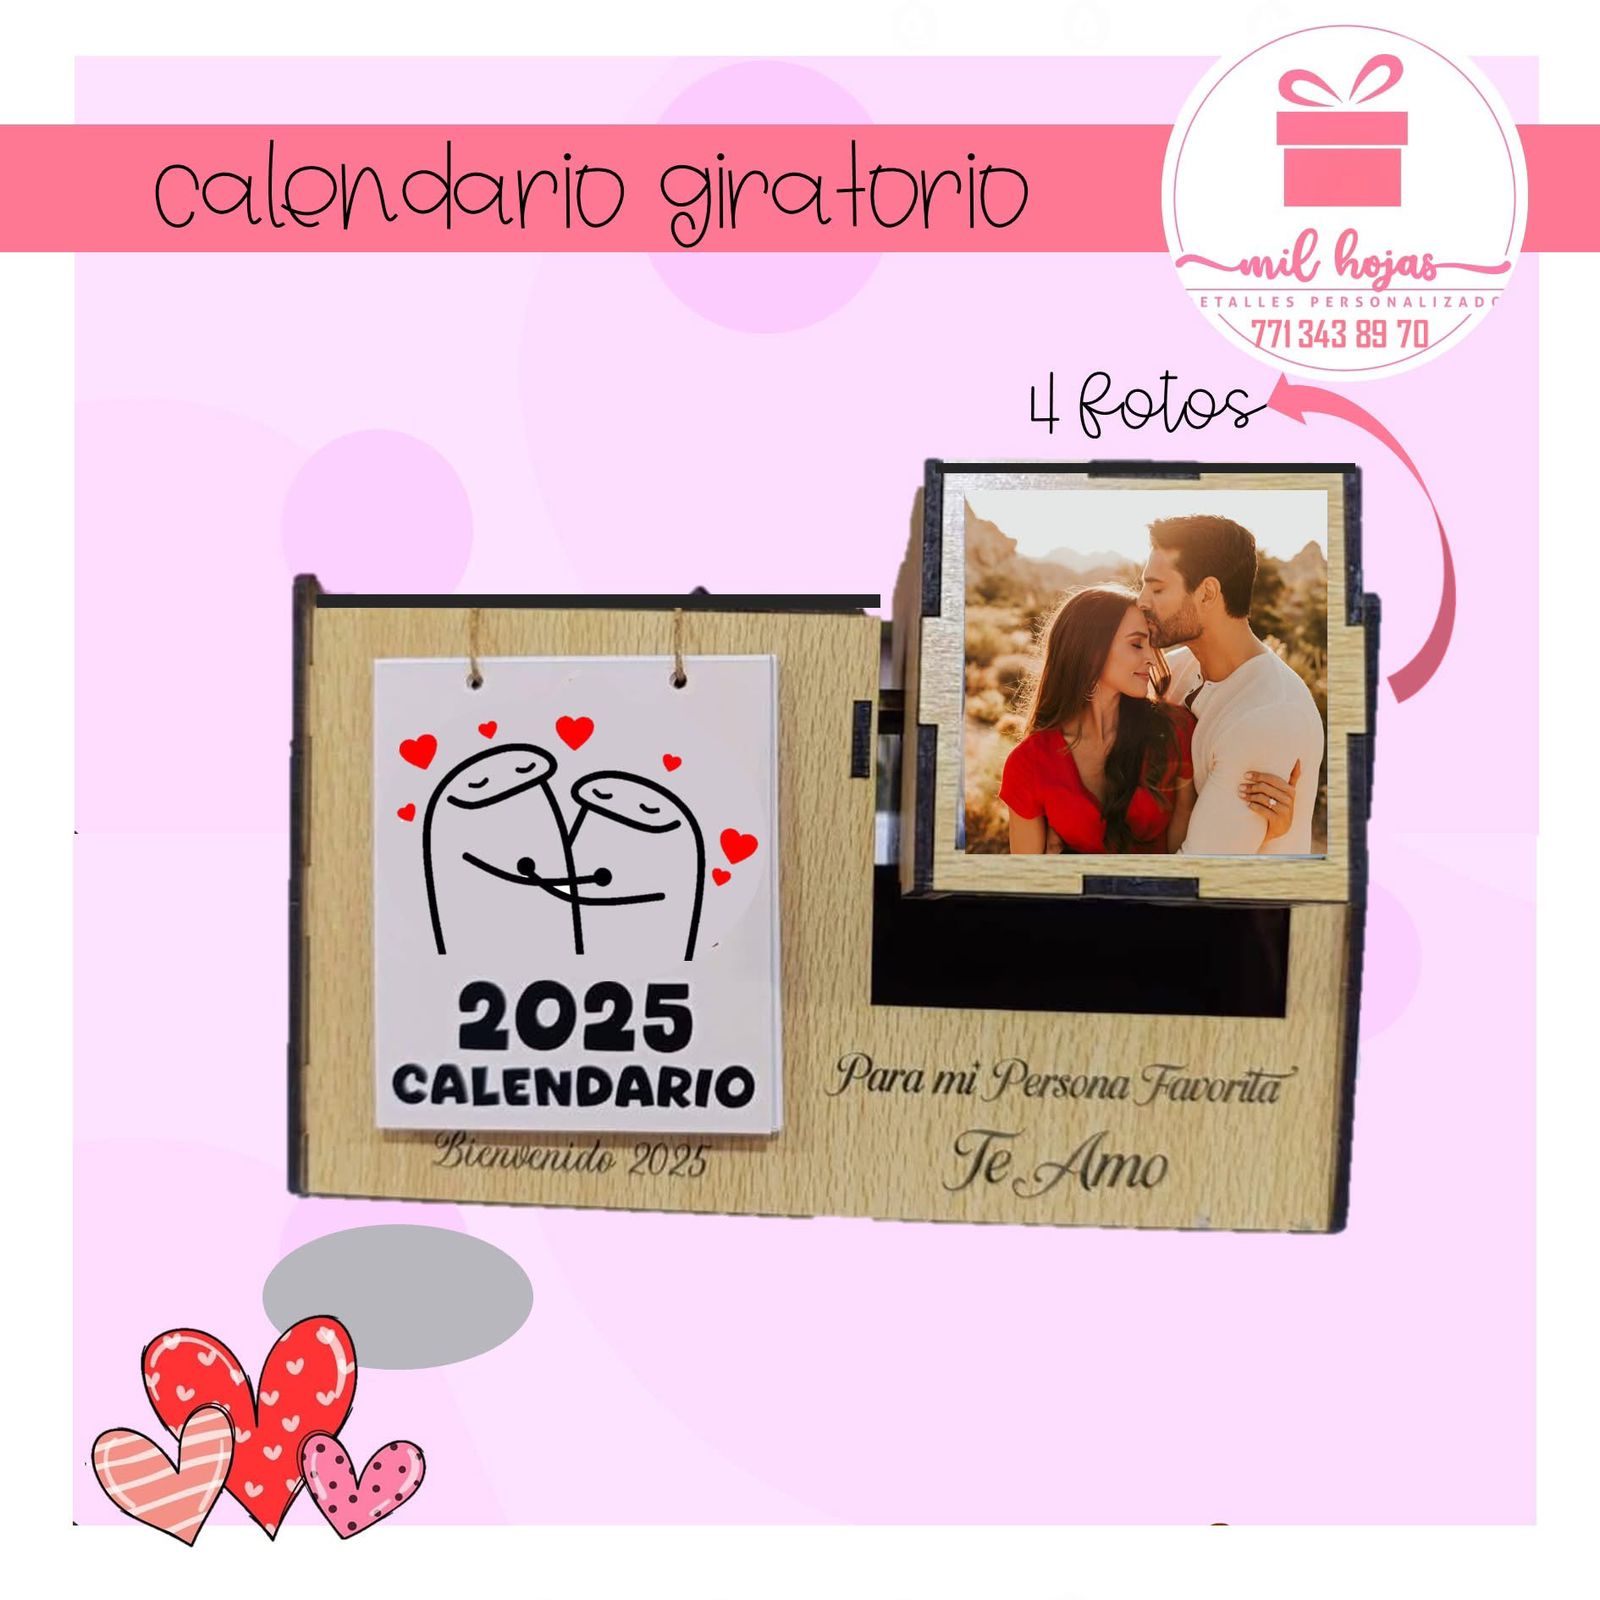 calendario giratorio
mil hojas
ETALLES PERSONALIZADO
771 343 89 70
4 fotos
2025
CALENDARIO
Bienvenido 2025
Para mi Persona Favorita
Te Amo